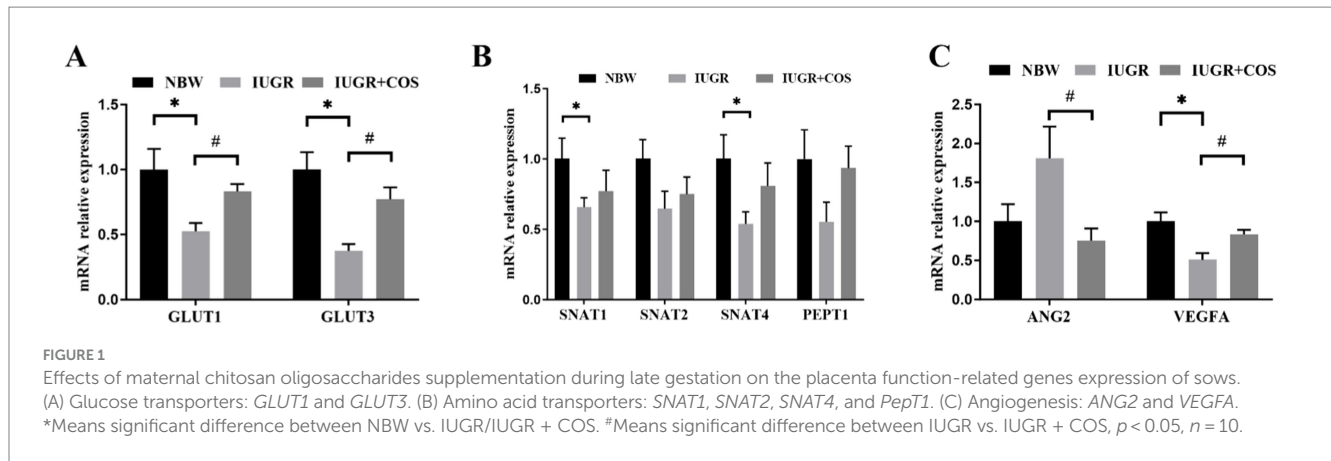 A
NBW IUGR IUGR+COS
mRNA relative expression
1.5
1.0
0.5
0.0
* # * #
GLUT1 GLUT3
B
NBW IUGR IUGR+COS
mRNA relative expression
1.5
1.0
0.5
0.0
* *
SNAT1 SNAT2 SNAT4 PEPT1
C
NBW IUGR IUGR+COS
mRNA relative expression
2.5
2.0
1.5
1.0
0.5
0.0
# * #
ANG2 VEGFA
FIGURE 1
Effects of maternal chitosan oligosaccharides supplementation during late gestation on the placenta function-related genes expression of sows.
(A) Glucose transporters: GLUT1 and GLUT3. (B) Amino acid transporters: SNAT1, SNAT2, SNAT4, and PepT1. (C) Angiogenesis: ANG2 and VEGFA.
*Means significant difference between NBW vs. IUGR/IUGR + COS. #Means significant difference between IUGR vs. IUGR + COS, p < 0.05, n = 10.